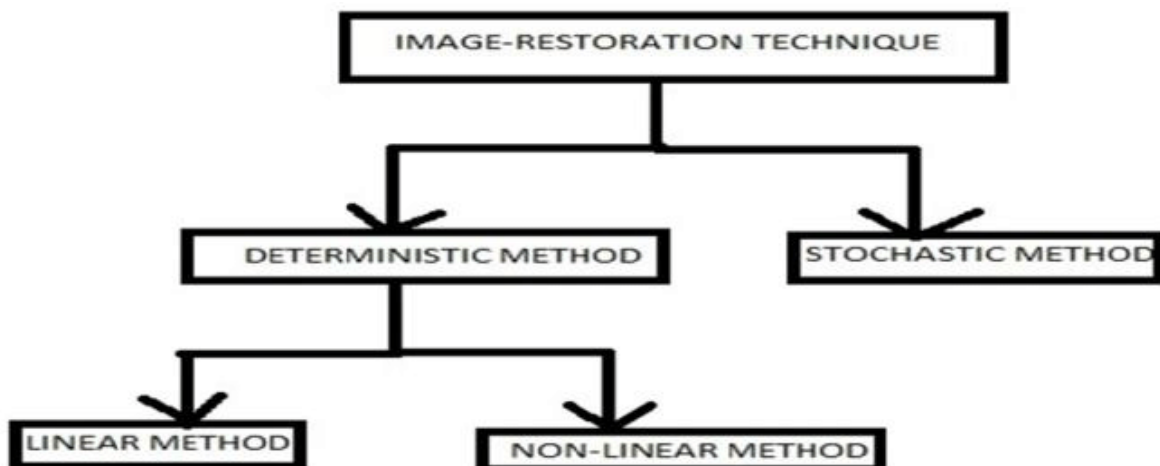 IMAGE-RESTORATION TECHNIQUE
DETERMINISTIC METHOD
STOCHASTIC METHOD
LINEAR METHOD
NON-LINEAR METHOD